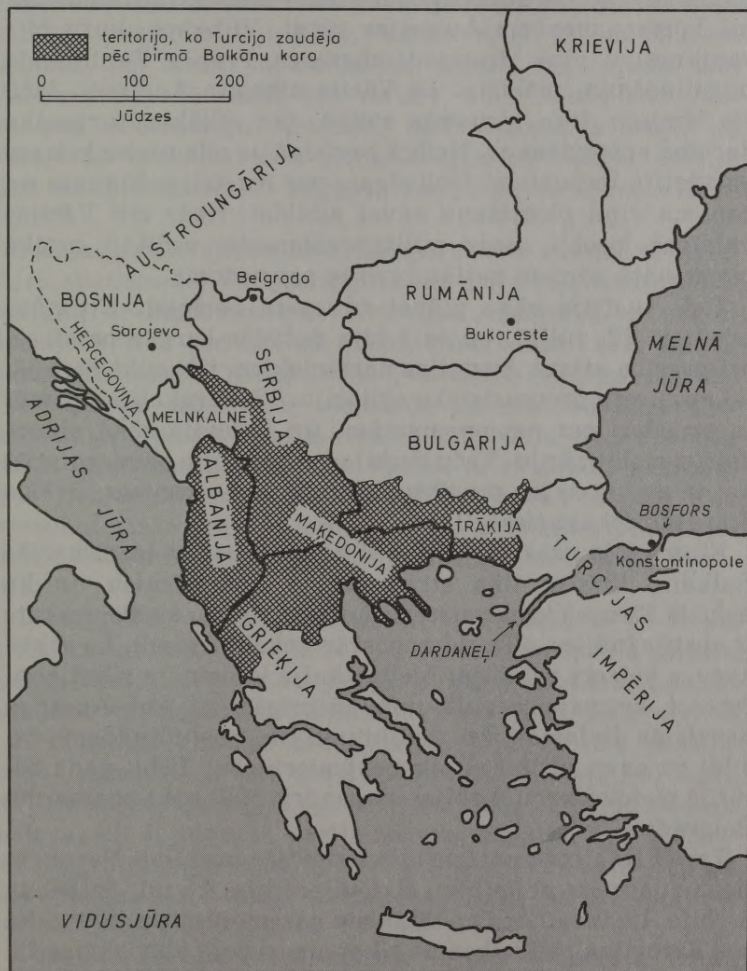 teritorija, ko Turcija zaudēja
pēc pirmā Balkānu kara
0 100 200
Jūdzes
KRIEVIJA
AUSTROUNGĀRIJA
Belgrada
BOSNIJA
Sarajevo
HERCEGOVINA
RUMĀNIJA
Bukareste
MELNĀ
JŪRA
SERBIJA
MELNKALNE
BULGĀRIJA
ADRIJAS JŪRA
ALBĀNIJA
MAĶEDONIJA
TRĀĶIJA
BOSFORS
Konstantinopole
TURCIJAS
IMPĒRIJA
GRIEĶIJA
DARDANEĻI
VIDUSJŪRA